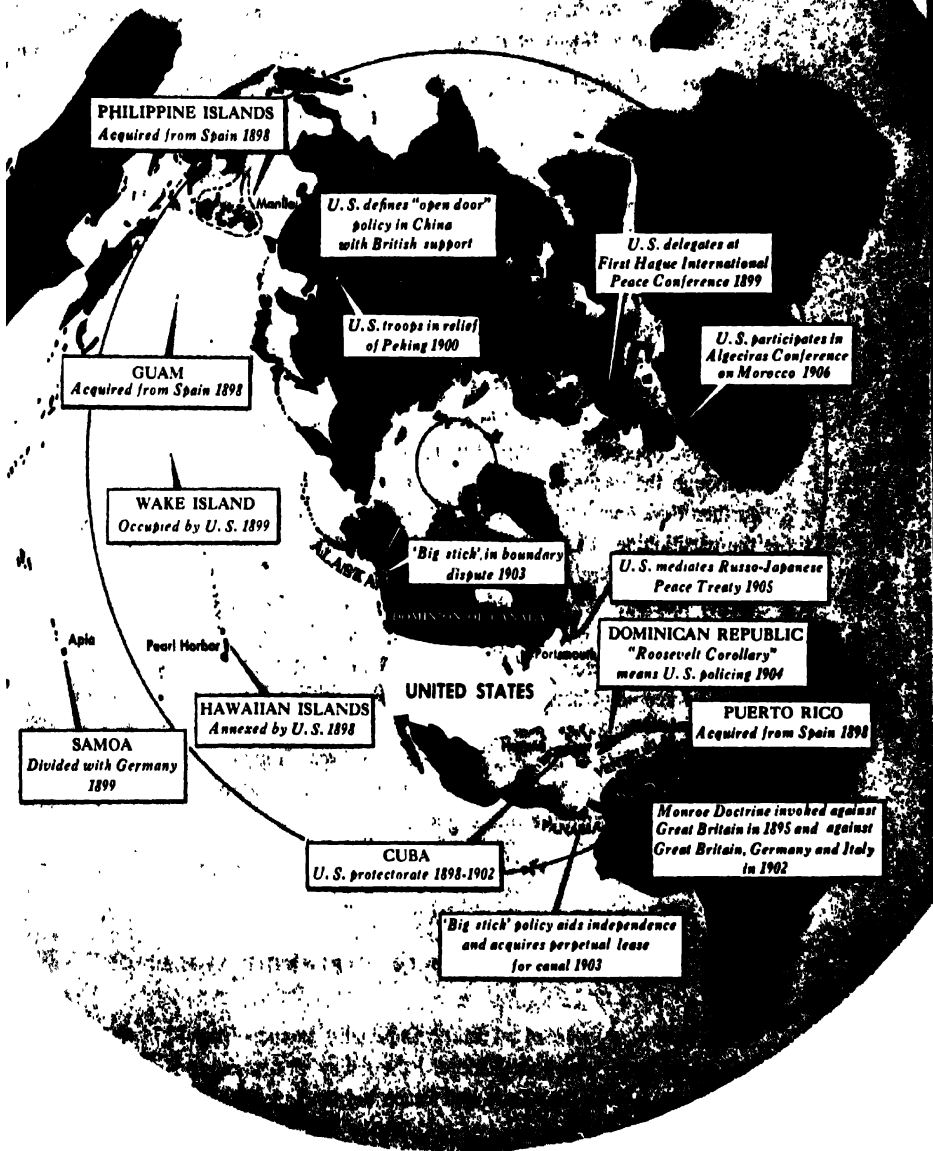 PHILIPPINE ISLANDS
Acquired from Spain 1898
Manila
U. S. defines "open door"
policy in China
with British support
U. S. delegates at
First Hague International
Peace Conference 1899
U. S. troops in relief
of Peking 1900
U. S. participates in
Algeciras Conference
on Morocco 1906
GUAM
Acquired from Spain 1898
WAKE ISLAND
Occupied by U. S. 1899
ALASKA
'Big stick', in boundary
dispute 1903
U. S. mediates Russo-Japanese
Peace Treaty 1905
DOMINION OF CANADA
Apia
Pearl Harbor
Portsmouth
DOMINICAN REPUBLIC
"Roosevelt Corollary"
means U. S. policing 1904
UNITED STATES
HAWAIIAN ISLANDS
Annexed by U. S. 1898
PUERTO RICO
Acquired from Spain 1898
SAMOA
Divided with Germany
1899
PANAMA
Monroe Doctrine invoked against
Great Britain in 1895 and against
Great Britain, Germany and Italy
in 1902
CUBA
U. S. protectorate 1898-1902
'Big stick' policy aids independence
and acquires perpetual lease
for canal 1903